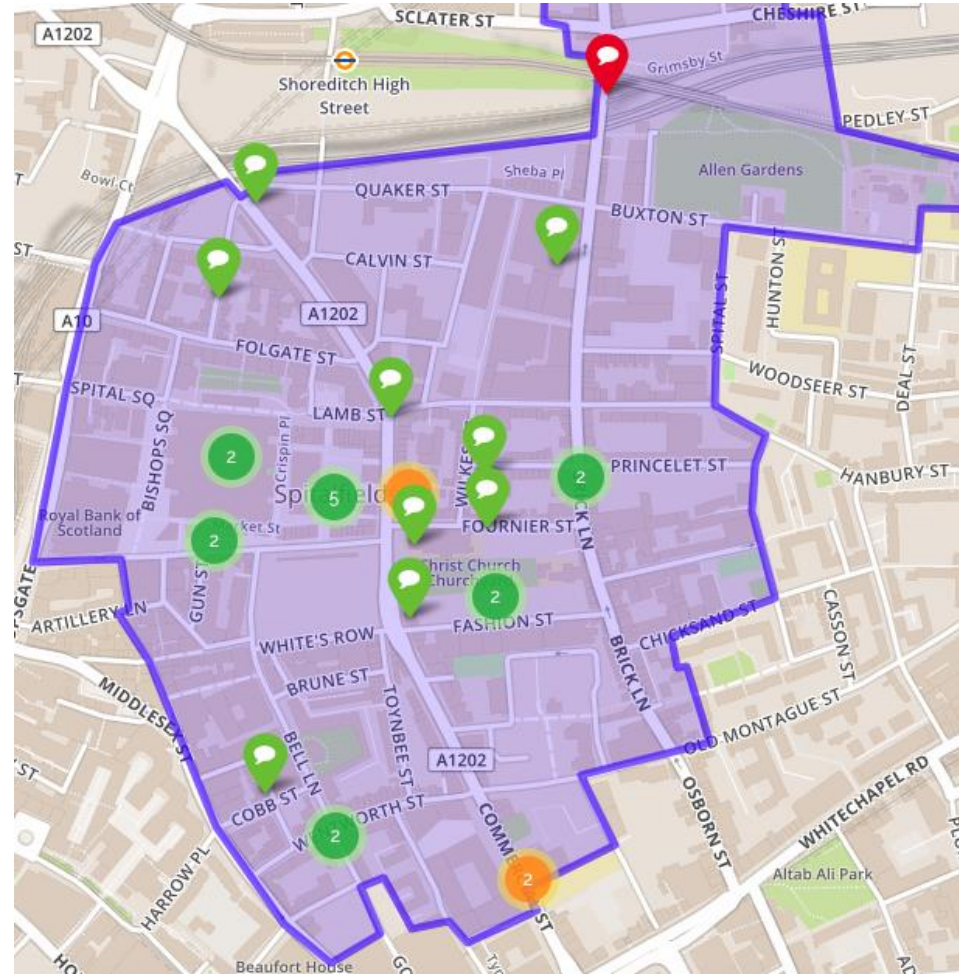 SCLATER ST
CHESHIRE ST
A1202
Grimsby St
Shoreditch High
Street
PEDLEY ST
Bowl Ct
Sheba Pl
Allen Gardens
QUAKER ST
BUXTON ST
CALVIN ST
HUNTON ST
A1202
A10
SPITAL ST
FOLGATE ST
WOODSEER ST
DEAL ST
SPITAL SQ
LAMB ST
BISHOPS SQ
Crispin Pl
2
PRINCELET ST
2
HANBURY ST
5
Royal Bank of
Scotland
Market St
FOURNIER ST
2
Christ Church
GUN ST
2
ARTILLERY LN
FASHION ST
CHICKSAND ST
CASSON ST
WHITE'S ROW
BRUNE ST
BRICK LN
MIDDLESEX ST
TOYNBEE ST
OLD MONTAGUE ST
BELL LN
A1202
COBB ST
OSBORN ST
WHITECHAPEL RD
2
2
HARROW PL
Altab Ali Park
Beaufort House